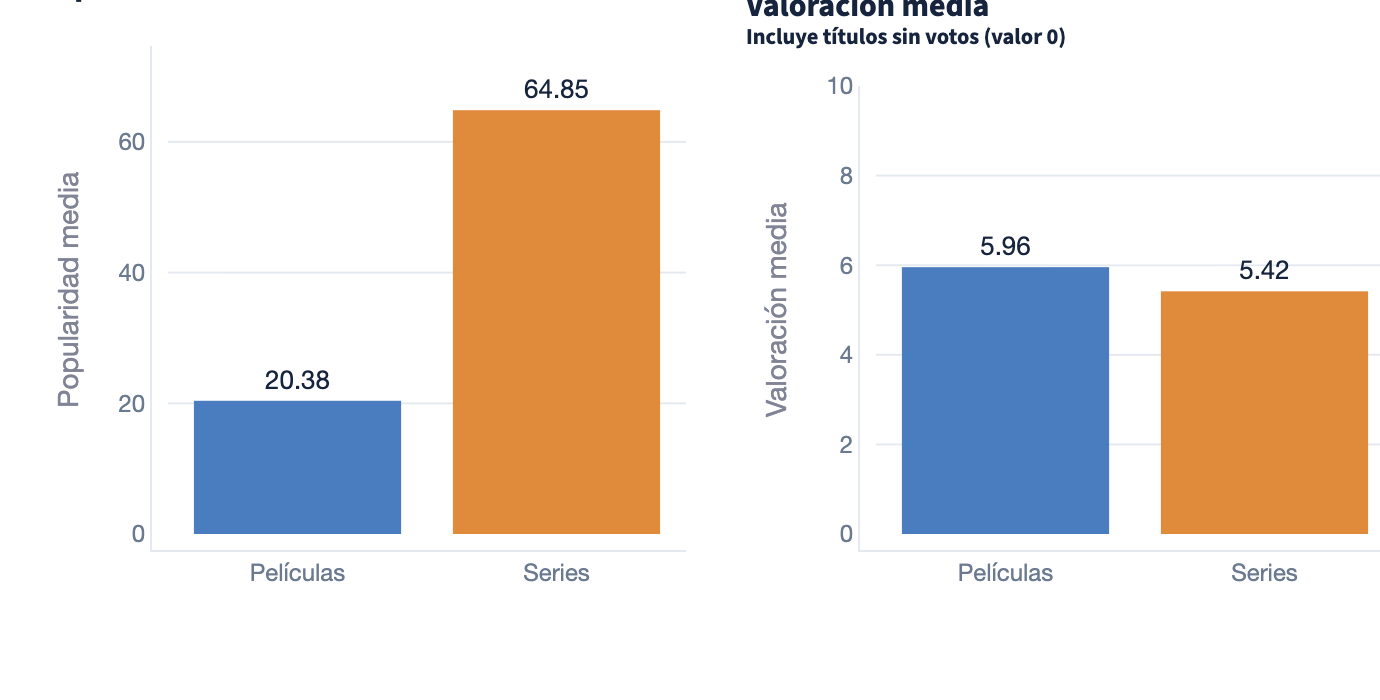 Popularidad media
60
40
20
0
64.85
20.38
Películas
Series
Valoración media
Incluye títulos sin votos (valor 0)
Valoración media
10
8
6
4
2
0
5.96
5.42
Películas
Series